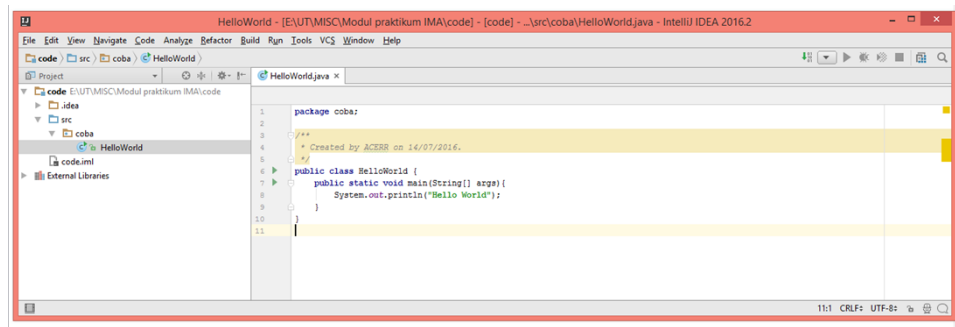 HelloWorld - [E:\UT\MISC\Modul praktikum IMA\code] - [code] - ...\src\coba\HelloWorld.java - IntelliJ IDEA 2016.2
File Edit View Navigate Code Analyze Refactor Build Run Tools VCS Window Help
code src coba HelloWorld
Project
HelloWorld.java
code E:\UT\MISC\Modul praktikum IMA\code
.idea
src
coba
HelloWorld
code.iml
External Libraries
1 package coba;
2
3 /**
4 * Created by ACERR on 14/07/2016.
5 */
6 public class HelloWorld {
7 public static void main(String[] args){
8 System.out.println("Hello World");
9 }
10 }
11
11:1 CRLF: UTF-8: